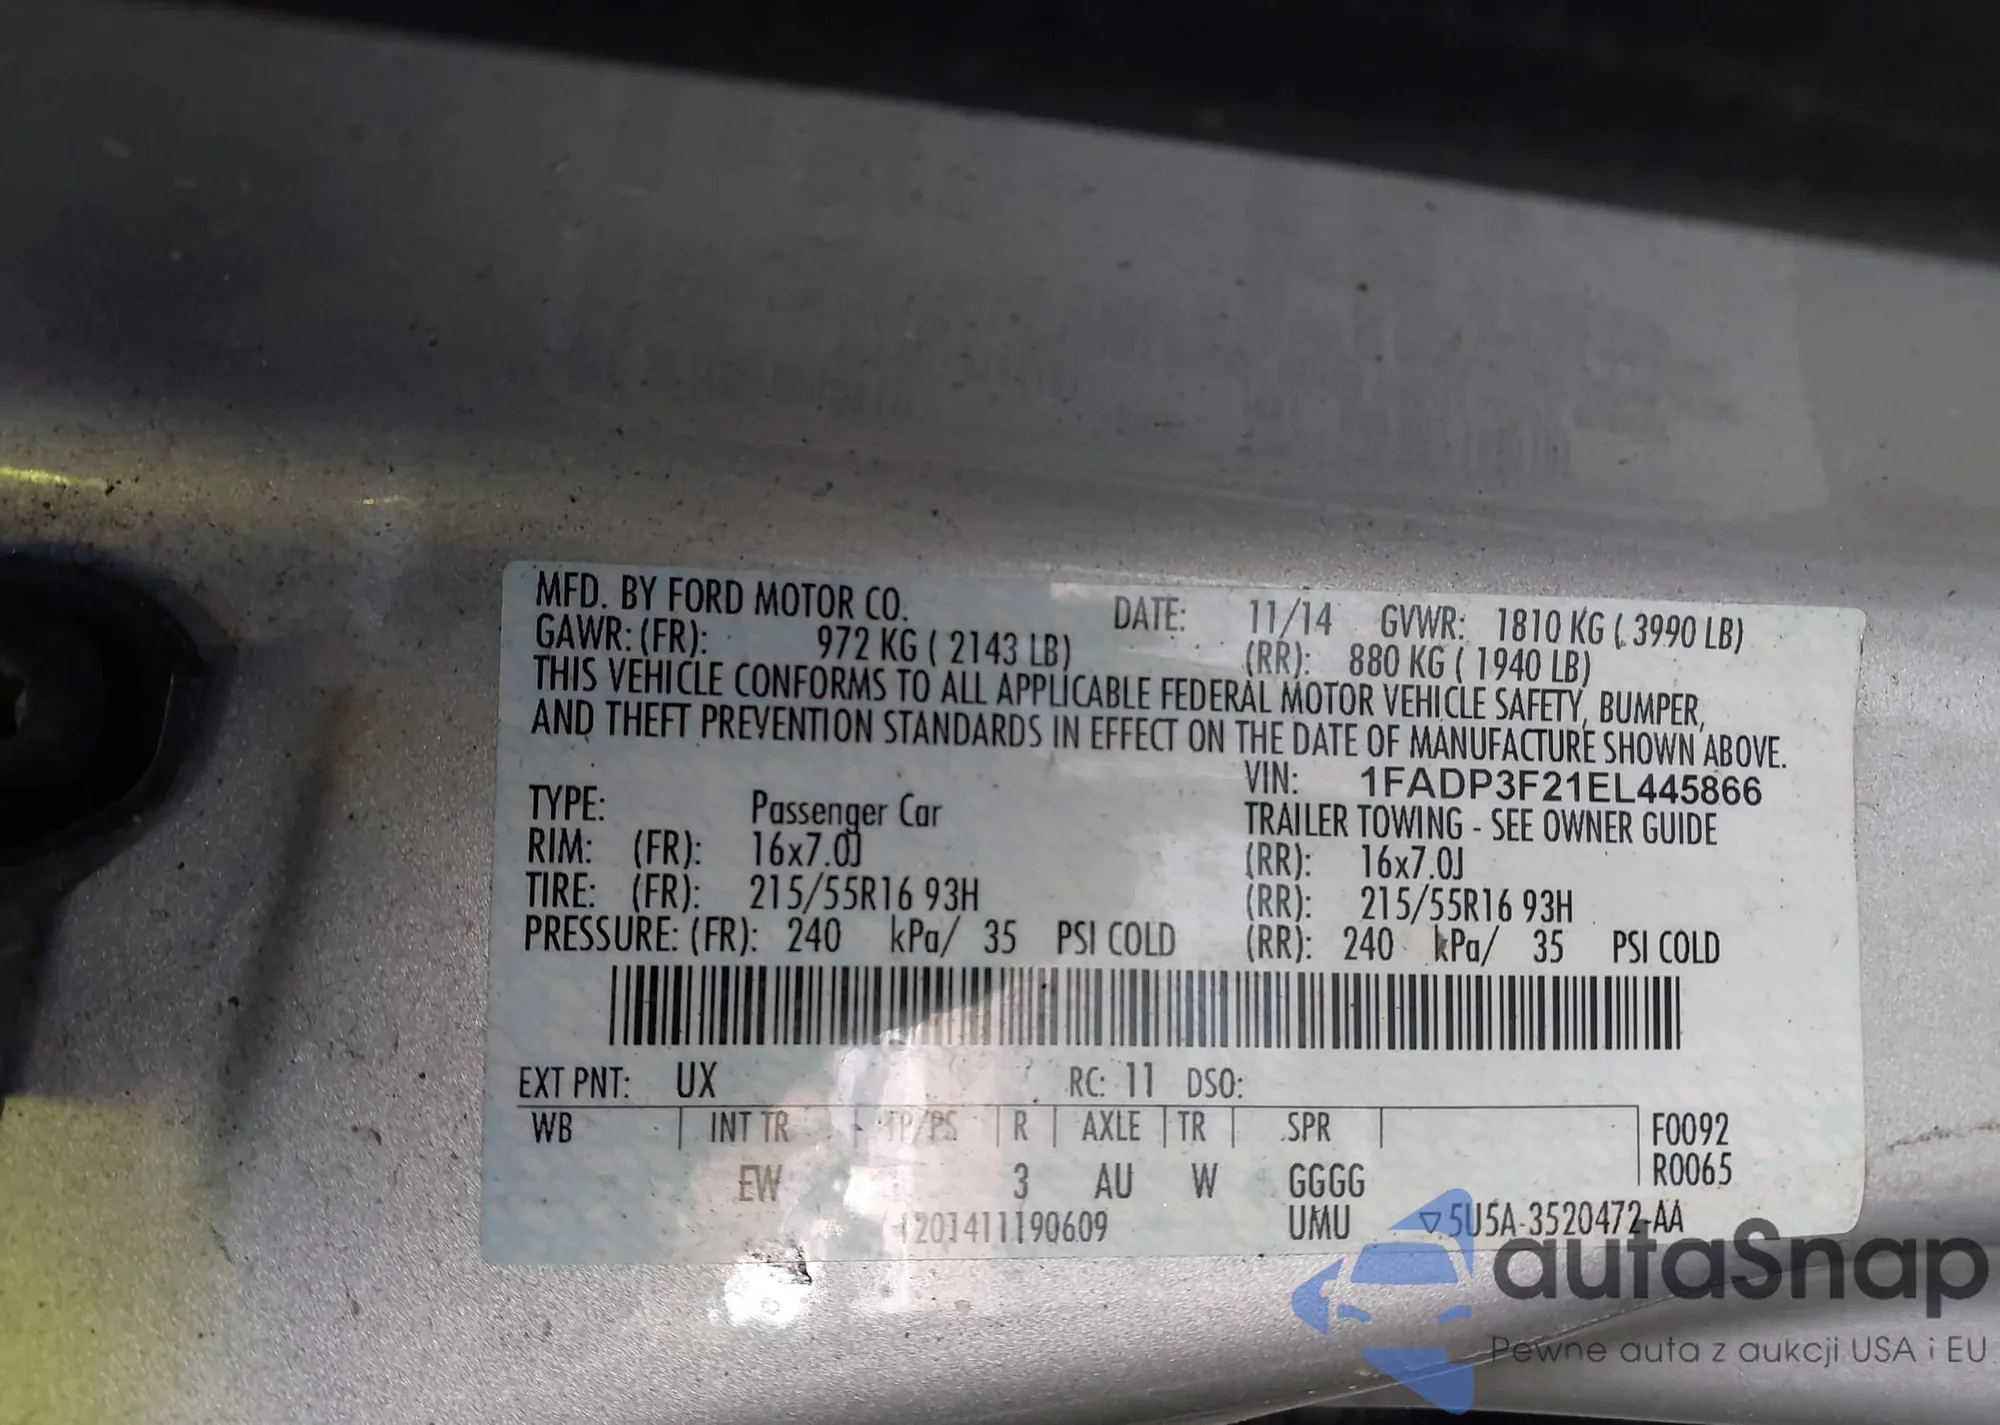 MFD. BY FORD MOTOR CO. DATE: 11/14 GVWR: 1810 KG ( 3990 LB)
GAWR: (FR): 972 KG ( 2143 LB) (RR): 880 KG ( 1940 LB)
THIS VEHICLE CONFORMS TO ALL APPLICABLE FEDERAL MOTOR VEHICLE SAFETY, BUMPER,
AND THEFT PREVENTION STANDARDS IN EFFECT ON THE DATE OF MANUFACTURE SHOWN ABOVE.
VIN: 1FADP3F21EL445866
TYPE: Passenger Car TRAILER TOWING - SEE OWNER GUIDE
RIM: (FR): 16x7.0J (RR): 16x7.0J
TIRE: (FR): 215/55R16 93H (RR): 215/55R16 93H
PRESSURE: (FR): 240 kPa/ 35 PSI COLD (RR): 240 kPa/ 35 PSI COLD
EXT PNT: UX RC: 11 DSO:
WB INT TR TP/PS R AXLE TR SPR F0092
R0065
EW 3 AU W GGGG
201411190609 UMU ▽5U5A-3520472-AA
autaSnap
Pewne auta z aukcji USA i EU